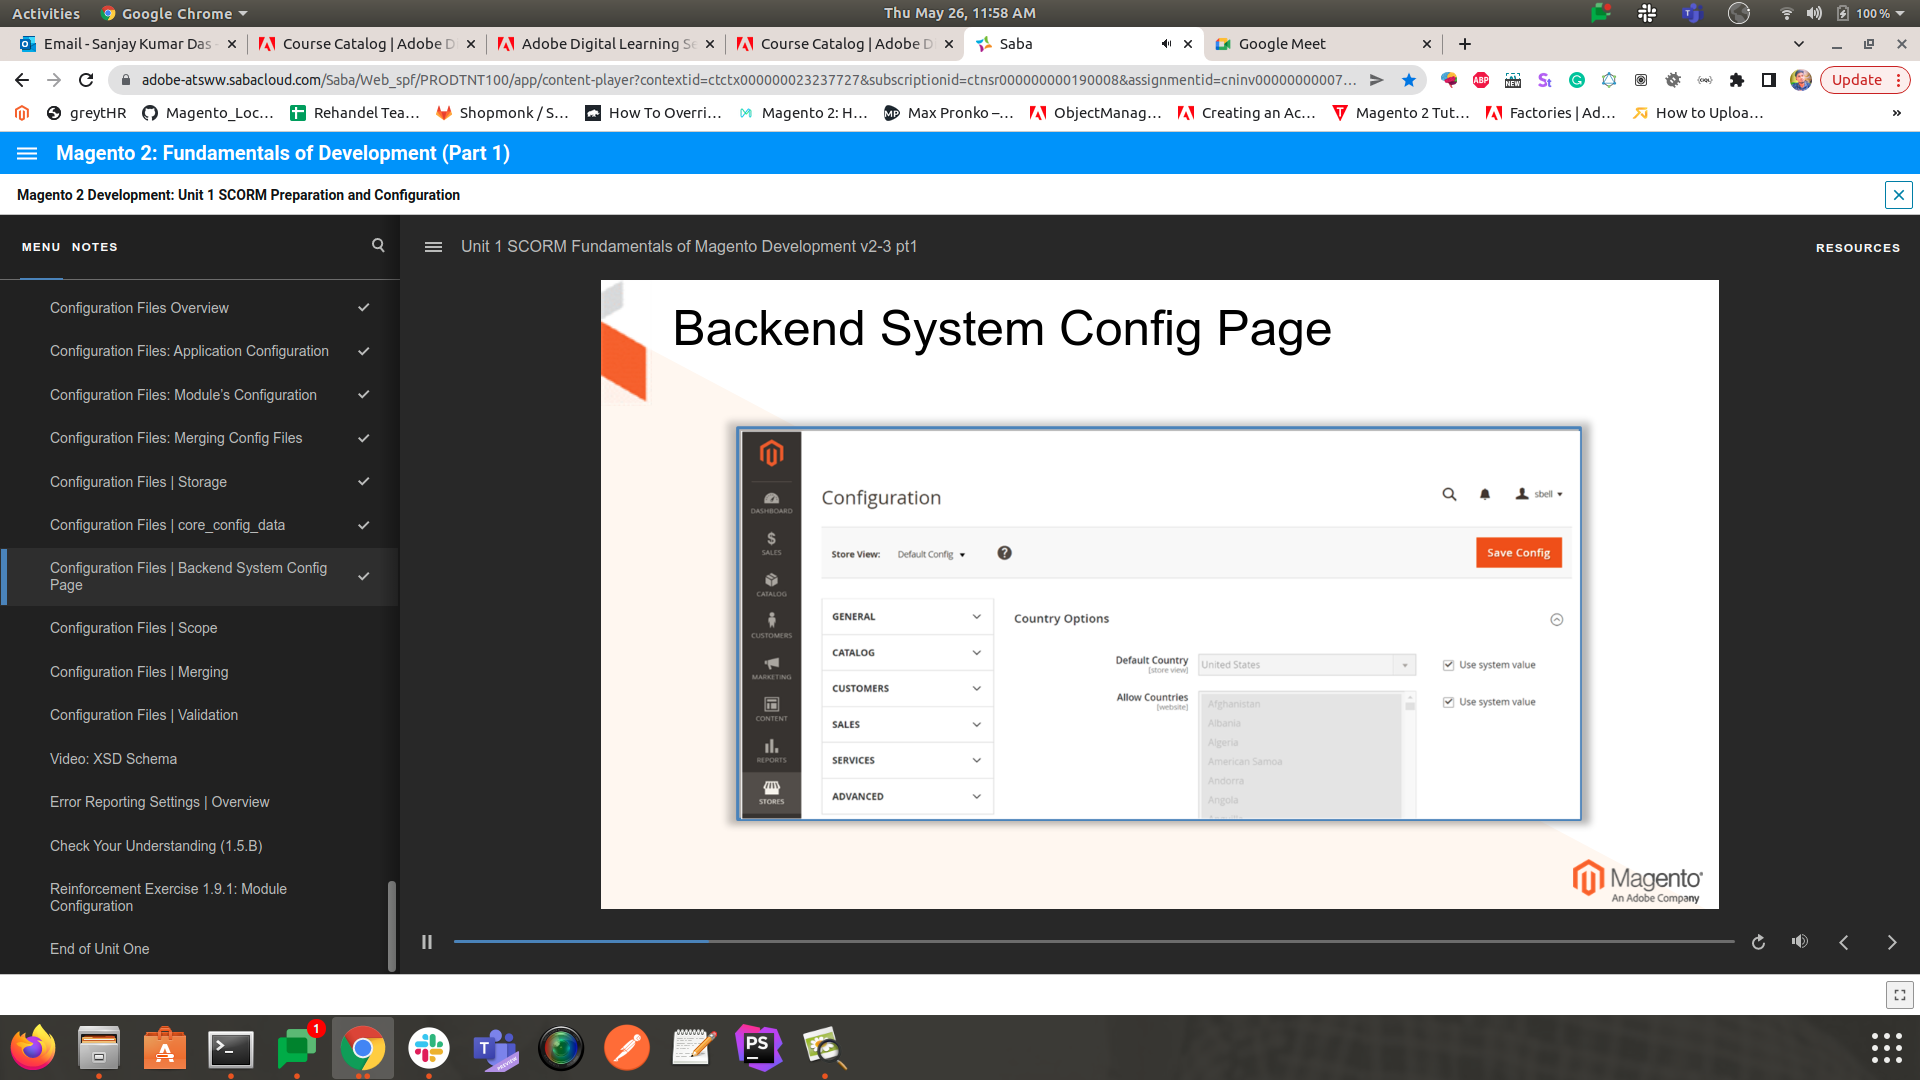 Activities Google Chrome Thu May 26, 11:58 AM 100 %
Email - Sanjay Kumar Das - Course Catalog | Adobe D Adobe Digital Learning Se Course Catalog | Adobe D Saba Google Meet
adobe-atsww.sabacloud.com/Saba/Web_spf/PRODTNT100/app/content-player?contextid=ctctx000000023237727&subscriptionid=ctnsr000000000190008&assignmentid=cninv00000000007... ABP NEW St Update
greytHR Magento_Loc... Rehandel Tea... Shopmonk / S... How To Overri... Magento 2: H... MP Max Pronko –... ObjectManag... Creating an Ac... Magento 2 Tut... Factories | Ad... How to Uploa... »
Magento 2: Fundamentals of Development (Part 1)
Magento 2 Development: Unit 1 SCORM Preparation and Configuration
MENU NOTES
Unit 1 SCORM Fundamentals of Magento Development v2-3 pt1
RESOURCES
Configuration Files Overview
Configuration Files: Application Configuration
Configuration Files: Module's Configuration
Configuration Files: Merging Config Files
Configuration Files | Storage
Configuration Files | core_config_data
Configuration Files | Backend System Config
Page
Configuration Files | Scope
Configuration Files | Merging
Configuration Files | Validation
Video: XSD Schema
Error Reporting Settings | Overview
Check Your Understanding (1.5.B)
Reinforcement Exercise 1.9.1: Module
Configuration
End of Unit One
Backend System Config Page
DASHBOARD
SALES
CATALOG
CUSTOMERS
MARKETING
CONTENT
REPORTS
STORES
Configuration
sbell
Store View: Default Config ?
Save Config
GENERAL
CATALOG
CUSTOMERS
SALES
SERVICES
ADVANCED
Country Options
Default Country
[store view]
United States
Use system value
Allow Countries
[website]
Use system value
Afghanistan
Albania
Algeria
American Samoa
Andorra
Angola
Magento
An Adobe Company
1
T
PREVIEW
PS